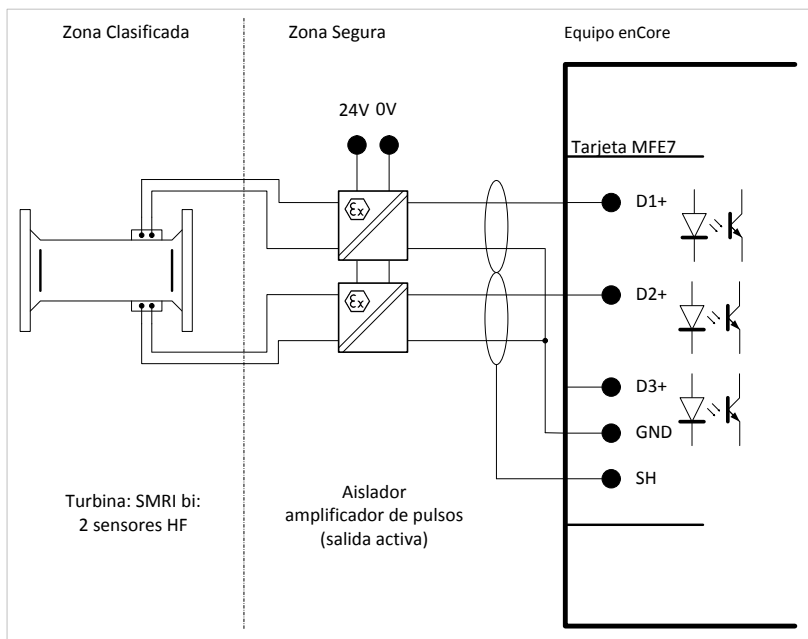 Zona Clasificada
Zona Segura
Equipo enCore
24V 0V
Tarjeta MFE7
Ex
D1+
Ex
D2+
D3+
GND
SH
Turbina: SMRI bi:
2 sensores HF
Aislador
amplificador de pulsos
(salida activa)